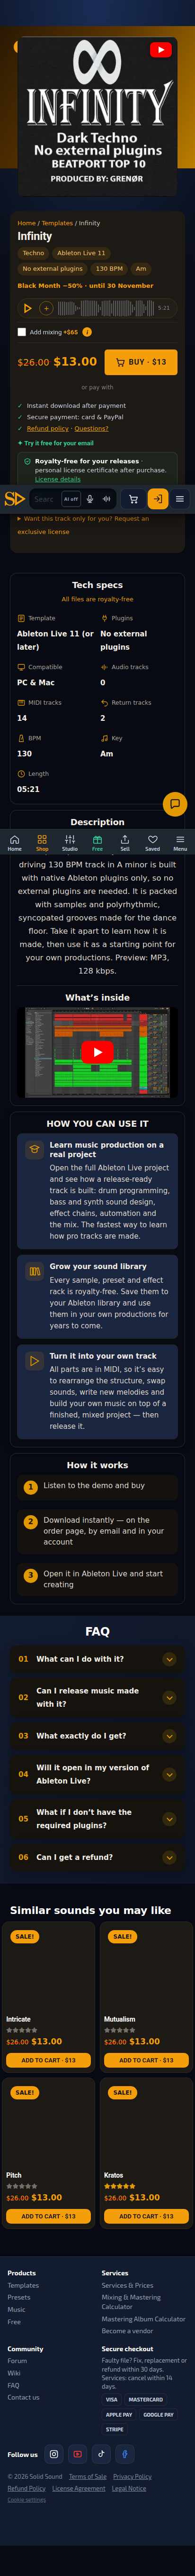 INFINITY
Dark Techno
No external plugins
BEATPORT TOP 10
PRODUCED BY: GRENØR
Home / Templates / Infinity
Infinity
Techno
Ableton Live 11
No external plugins
130 BPM
Am
Black Month −50% · until 30 November
+
5:21
Add mixing +$65
i
$26.00 $13.00
BUY · $13
or pay with
✓ Instant download after payment
✓ Secure payment: card & PayPal
✓ Refund policy · Questions?
✦ Try it free for your email
Royalty-free for your releases ·
personal license certificate after purchase.
License details
AI off
▸ Want this track only for you? Request an
exclusive license
Tech specs
All files are royalty-free
Template
Ableton Live 11 (or
later)
Plugins
No external
plugins
Compatible
PC & Mac
Audio tracks
0
MIDI tracks
14
Return tracks
2
BPM
130
Key
Am
Length
05:21
Description
Home
Shop
Studio
Free
Sell
Saved
Menu
driving 130 BPM track in A minor is built
with native Ableton plugins only, so no
external plugins are needed. It is packed
with samples and polyrhythmic,
syncopated grooves made for the dance
floor. Take it apart to learn how it is
made, then use it as a starting point for
your own productions. Preview: MP3,
128 kbps.
What’s inside
HOW YOU CAN USE IT
Learn music production on a
real project
Open the full Ableton Live project
and see how a release-ready
track is built: drum programming,
bass and synth sound design,
effect chains, automation and
the mix. The fastest way to learn
how pro tracks are made.
Grow your sound library
Every sample, preset and effect
rack is royalty-free. Save them to
your Ableton library and use
them in your own productions for
years to come.
Turn it into your own track
All parts are in MIDI, so it’s easy
to rearrange the structure, swap
sounds, write new melodies and
build your own music on top of a
finished, mixed project — then
release it.
How it works
1 Listen to the demo and buy
2 Download instantly — on the
order page, by email and in your
account
3 Open it in Ableton Live and start
creating
FAQ
01 What can I do with it?
02 Can I release music made
with it?
03 What exactly do I get?
04 Will it open in my version of
Ableton Live?
05 What if I don’t have the
required plugins?
06 Can I get a refund?
Similar sounds you may like
SALE!
Intricate
$26.00 $13.00
ADD TO CART · $13
SALE!
Mutualism
$26.00 $13.00
ADD TO CART · $13
SALE!
Pitch
$26.00 $13.00
ADD TO CART · $13
SALE!
Kratos
$26.00 $13.00
ADD TO CART · $13
Products
Templates
Presets
Music
Free
Services
Services & Prices
Mixing & Mastering
Calculator
Mastering Album Calculator
Become a vendor
Community
Forum
Wiki
FAQ
Contact us
Secure checkout
Faulty file? Fix, replacement or
refund within 30 days.
Services: cancel within 14
days.
VISA
MASTERCARD
APPLE PAY
GOOGLE PAY
STRIPE
Follow us
© 2026 Solid Sound
Terms of Sale
Privacy Policy
Refund Policy
License Agreement
Legal Notice
Cookie settings